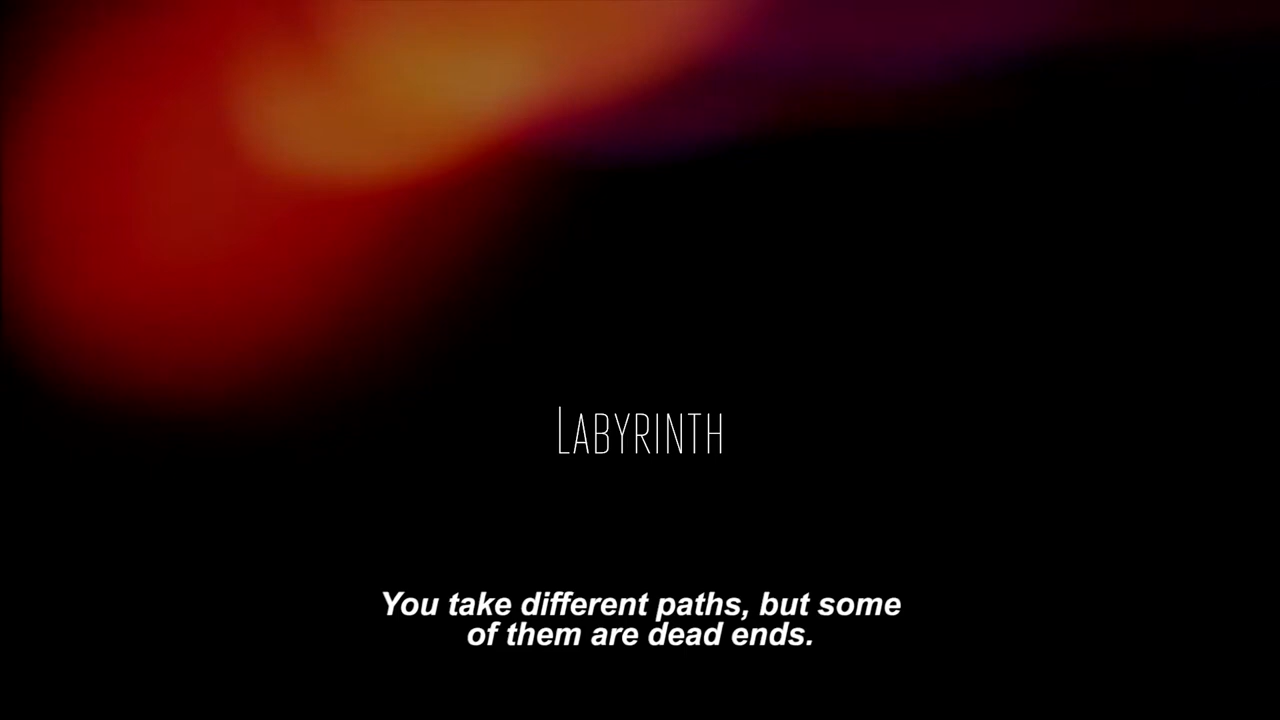 LABYRINTH
You take different paths, but some
of them are dead ends.